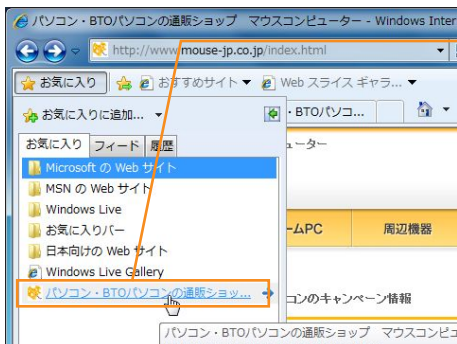 パソコン・BTOパソコンの通販ショップ マウスコンピューター - Windows Inter
http://www.mouse-jp.co.jp/index.html
お気に入り おすすめサイト ▼ Web スライス ギャラ... ▼
お気に入りに追加... ▼ ・BTOパソコ...
お気に入り フィード 履歴
ューター
Microsoft の Web サイト
MSN の Web サイト
Windows Live
お気に入りバー
ームPC 周辺機器
日本向けの Web サイト
Windows Live Gallery
パソコン・BTOパソコンの通販ショッ...
コンのキャンペーン情報
パソコン・BTOパソコンの通販ショップ マウスコンピュ